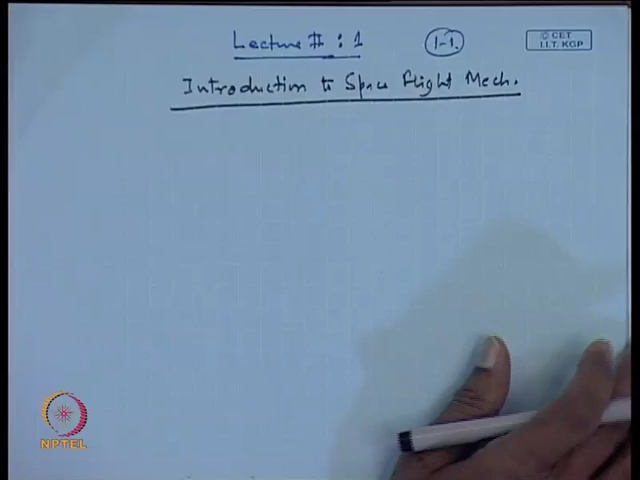 Lecture # : 1
1-1.
© CET
I.I.T. KGP
Introduction to Space Flight Mech.
NPTEL